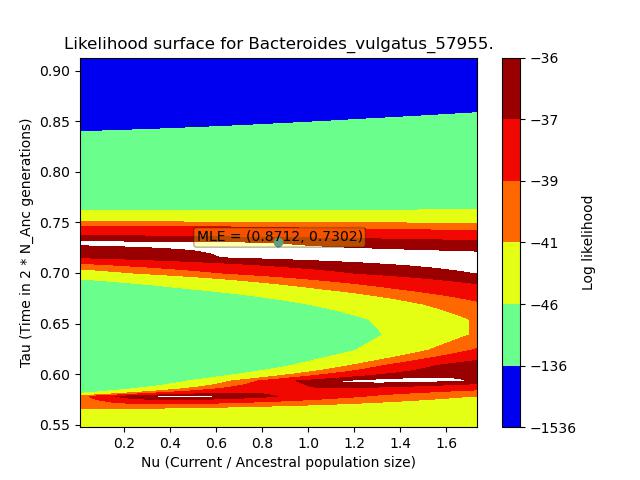 Likelihood surface for Bacteroides_vulgatus_57955.
Tau (Time in 2 * N_Anc generations)
0.90
0.85
0.80
0.75
0.70
0.65
0.60
0.55
MLE = (0.8712, 0.7302)
0.2 0.4 0.6 0.8 1.0 1.2 1.4 1.6
Nu (Current / Ancestral population size)
−36
−37
−39
−41
−46
−136
−1536
Log likelihood